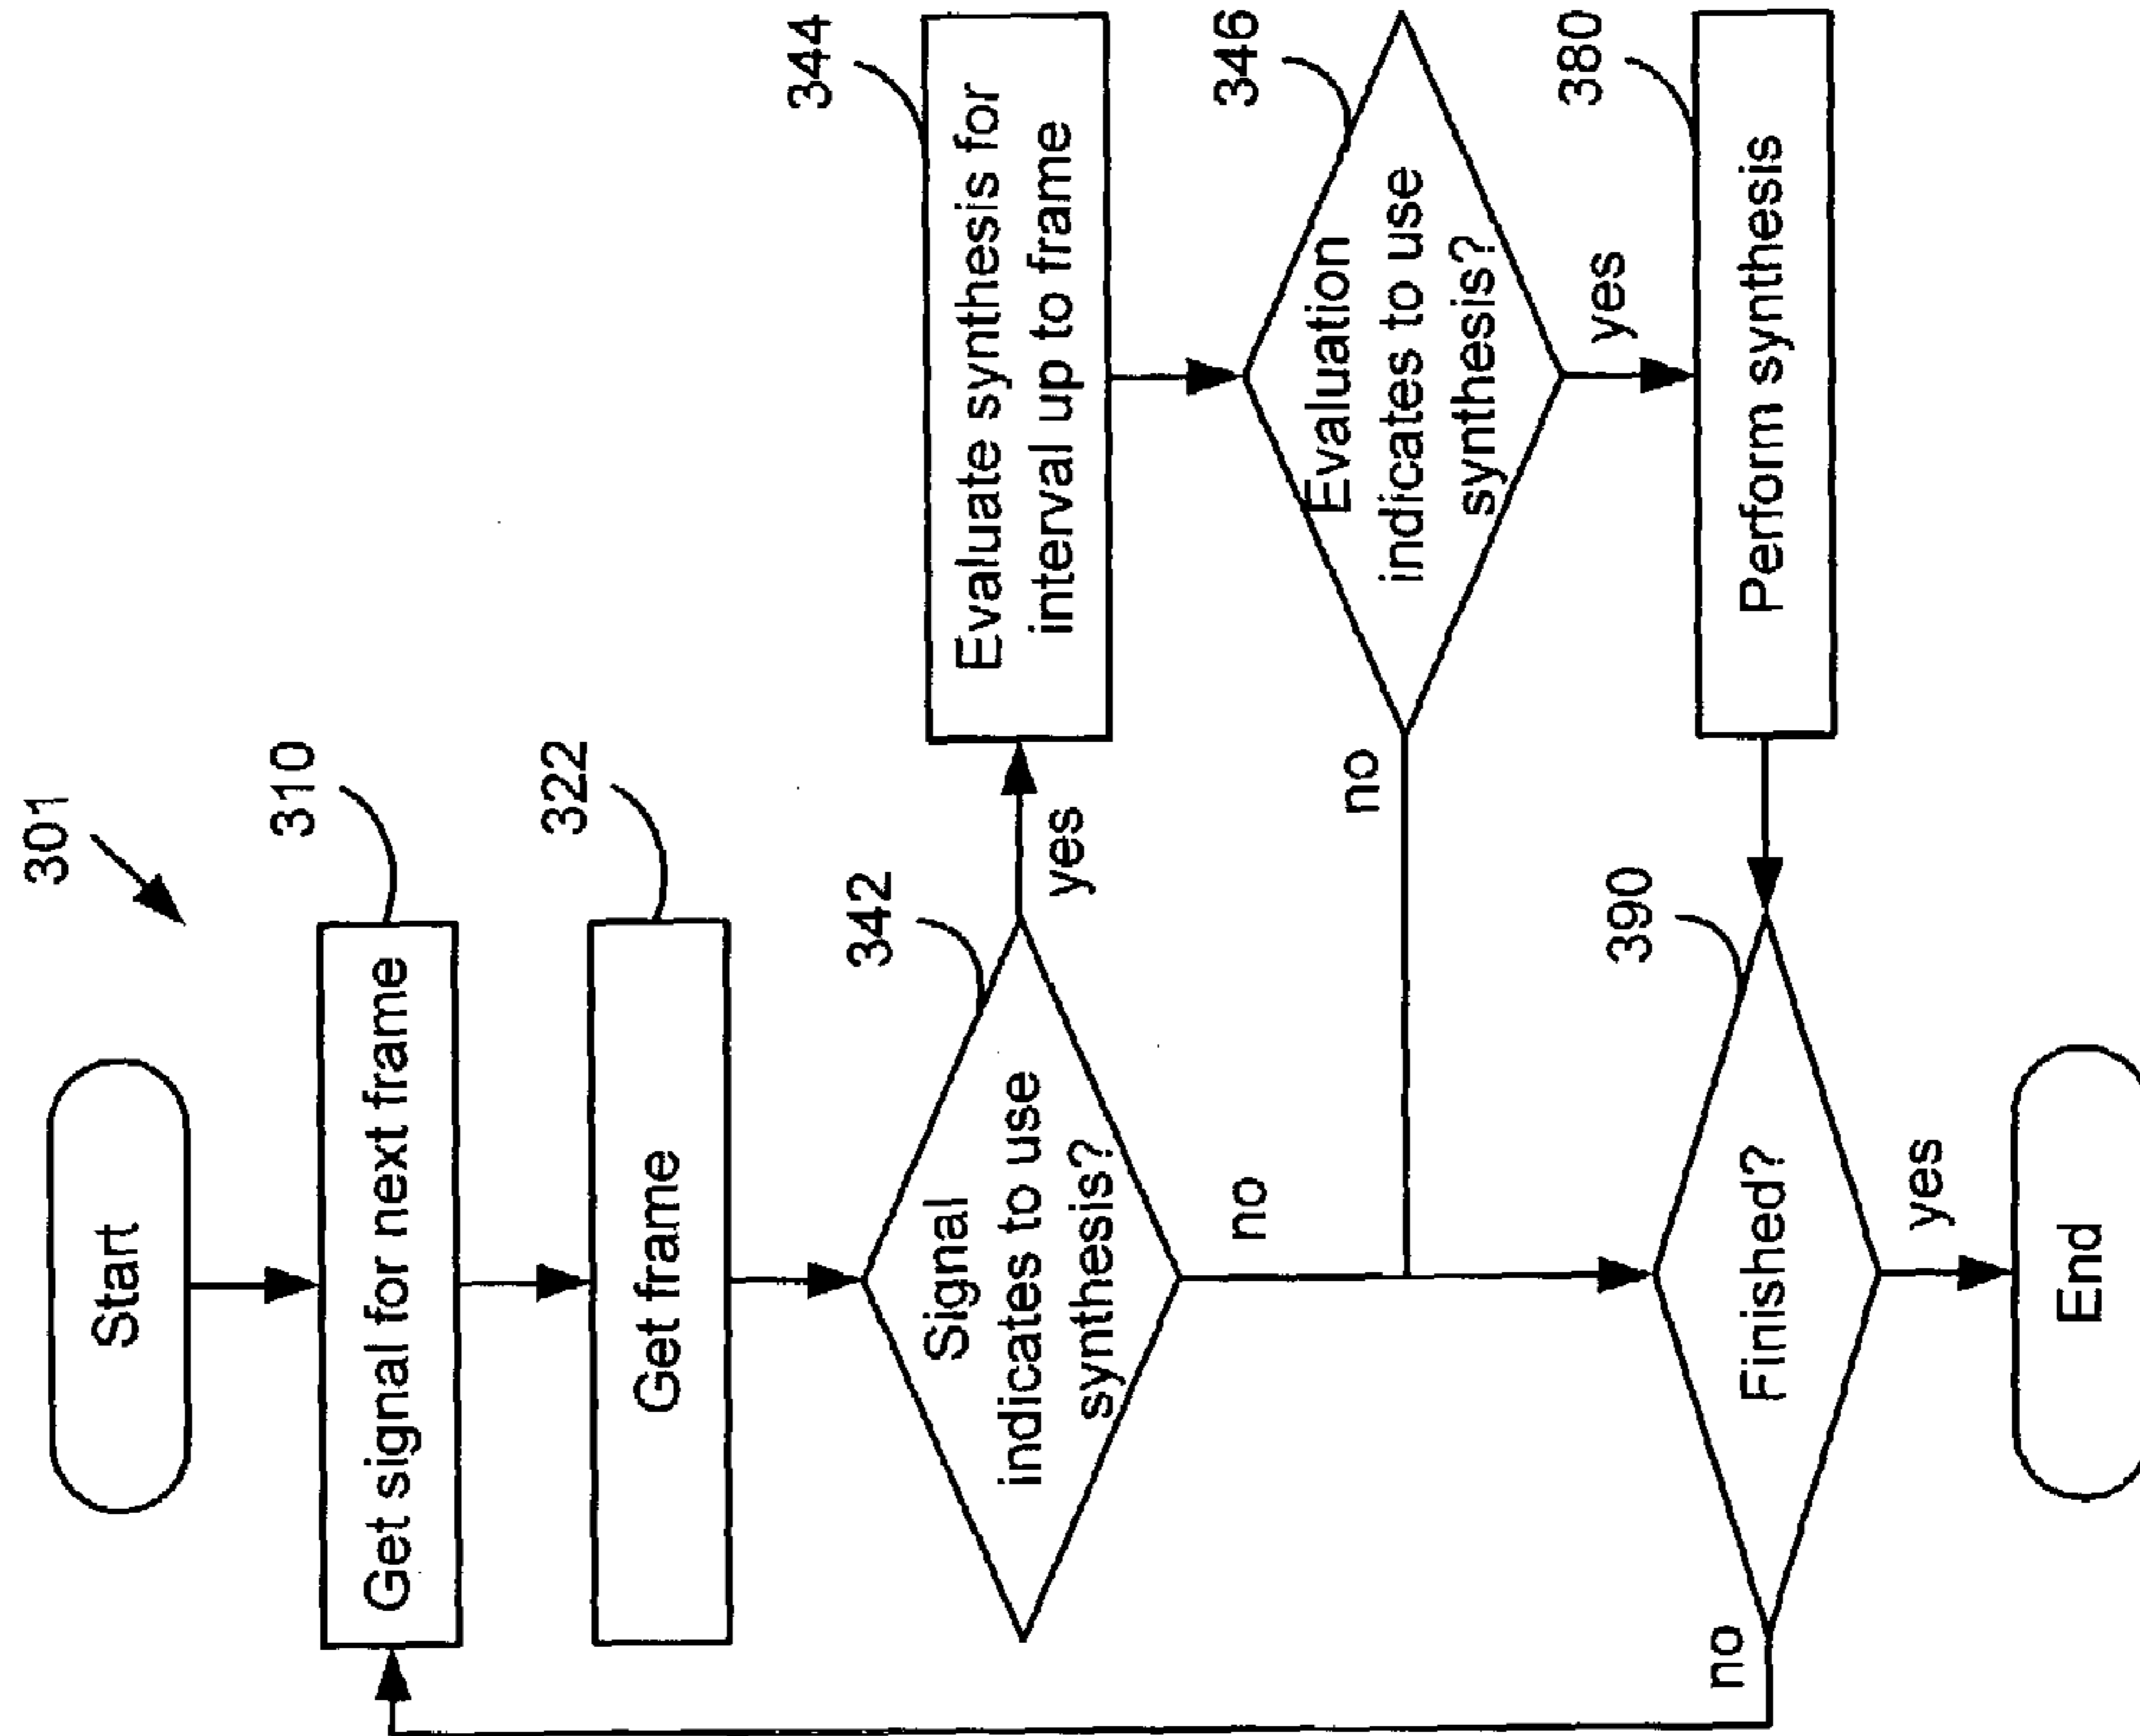 301
Start
310
Get signal for next frame
322
Get frame
342
Signal
indicates to use
synthesis?
yes
no
344
Evaluate synthesis for
interval up to frame
346
Evaluation
indicates to use
synthesis?
no
yes
380
Perform synthesis
390
Finished?
no
yes
End